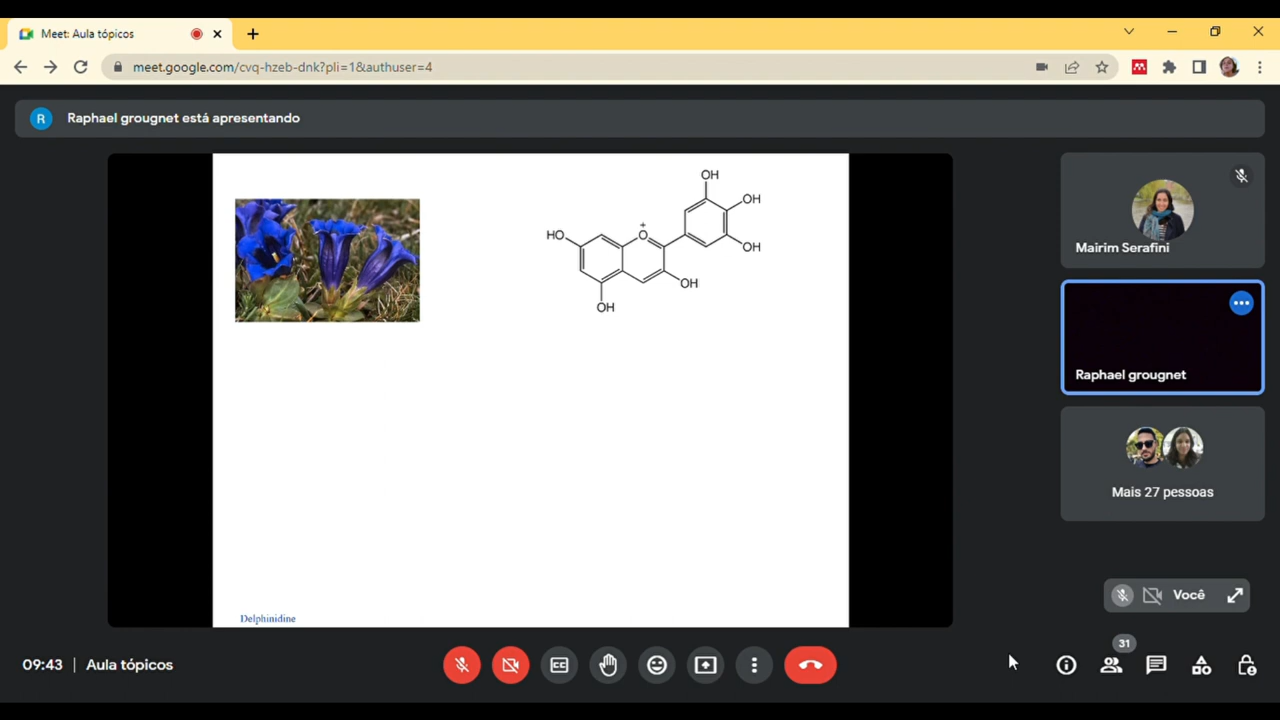 Meet: Aula tópicos
meet.google.com/cvq-hzeb-dnk?pli=1&authuser=4
R
Raphael grougnet está apresentando
OH
OH
HO
+
O
OH
OH
OH
Delphinidine
Mairim Serafini
Raphael grougnet
Mais 27 pessoas
Você
09:43 | Aula tópicos
CC
31